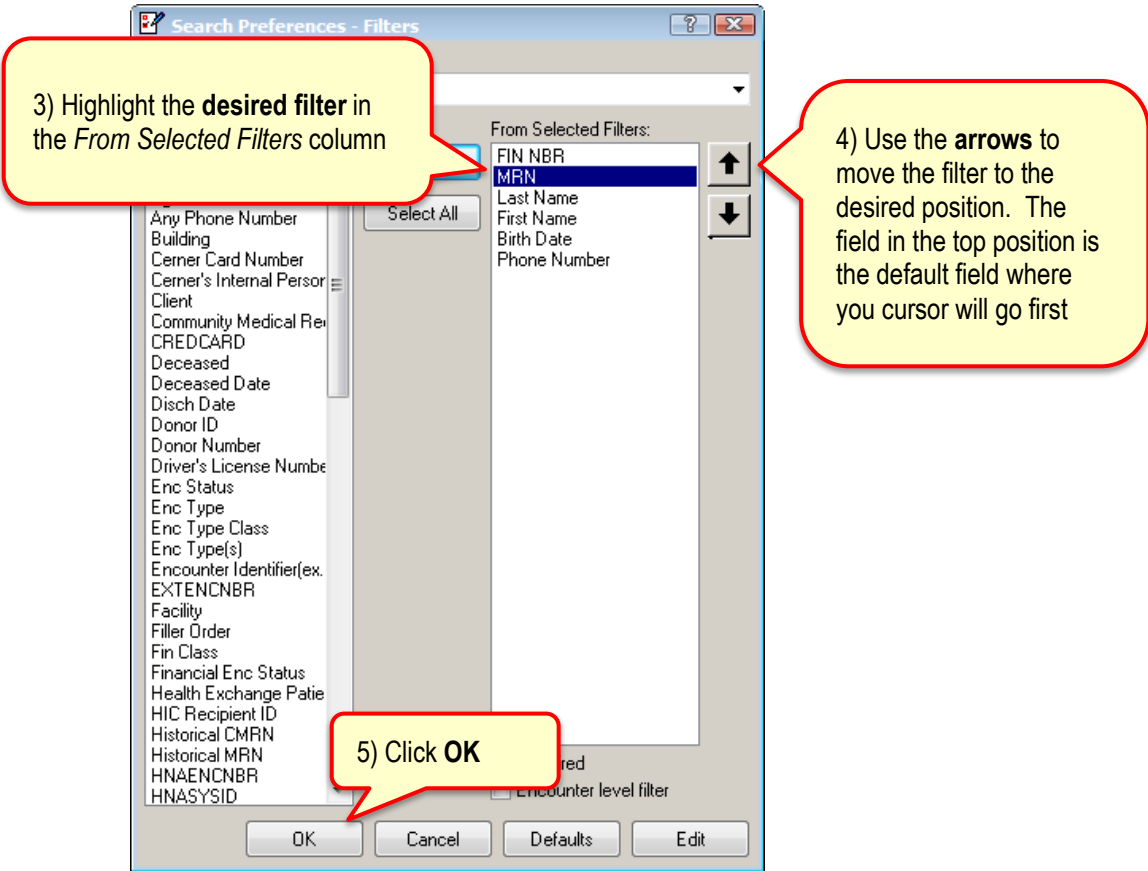 Search Preferences - Filters
3) Highlight the desired filter in
the From Selected Filters column
From Selected Filters:
FIN NBR
MRN
Last Name
First Name
Birth Date
Phone Number
4) Use the arrows to
move the filter to the
desired position. The
field in the top position is
the default field where
you cursor will go first
Select All
Any Phone Number
Building
Cerner Card Number
Cerner's Internal Person
Client
Community Medical Re
CREDCARD
Deceased
Deceased Date
Disch Date
Donor ID
Donor Number
Driver's License Numbe
Enc Status
Enc Type
Enc Type Class
Enc Type(s)
Encounter Identifier(ex.
EXTENCNBR
Facility
Filler Order
Fin Class
Financial Enc Status
Health Exchange Patie
HIC Recipient ID
Historical CMRN
Historical MRN
HNAENCNBR
HNASYSID
5) Click OK
red
Encounter level filter
OK
Cancel
Defaults
Edit